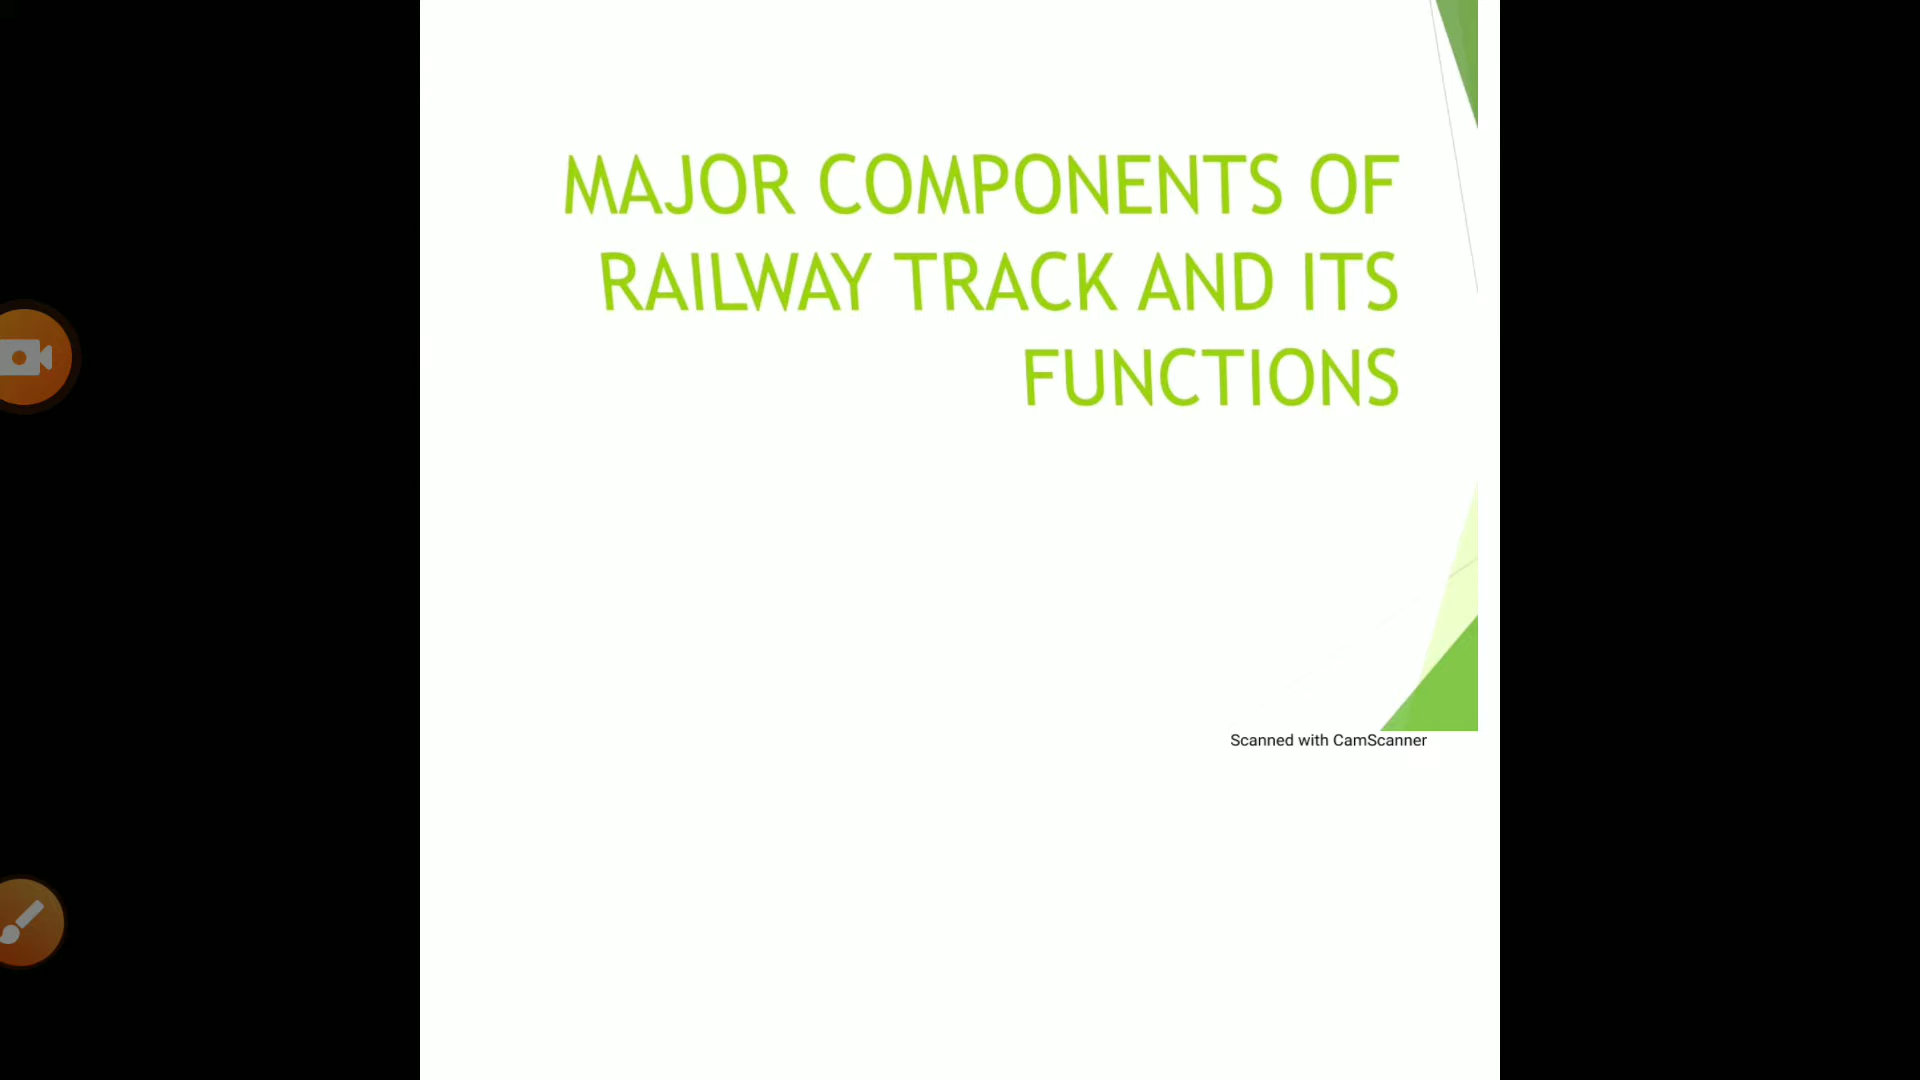 MAJOR COMPONENTS OF
RAILWAY TRACK AND ITS
FUNCTIONS
Scanned with CamScanner